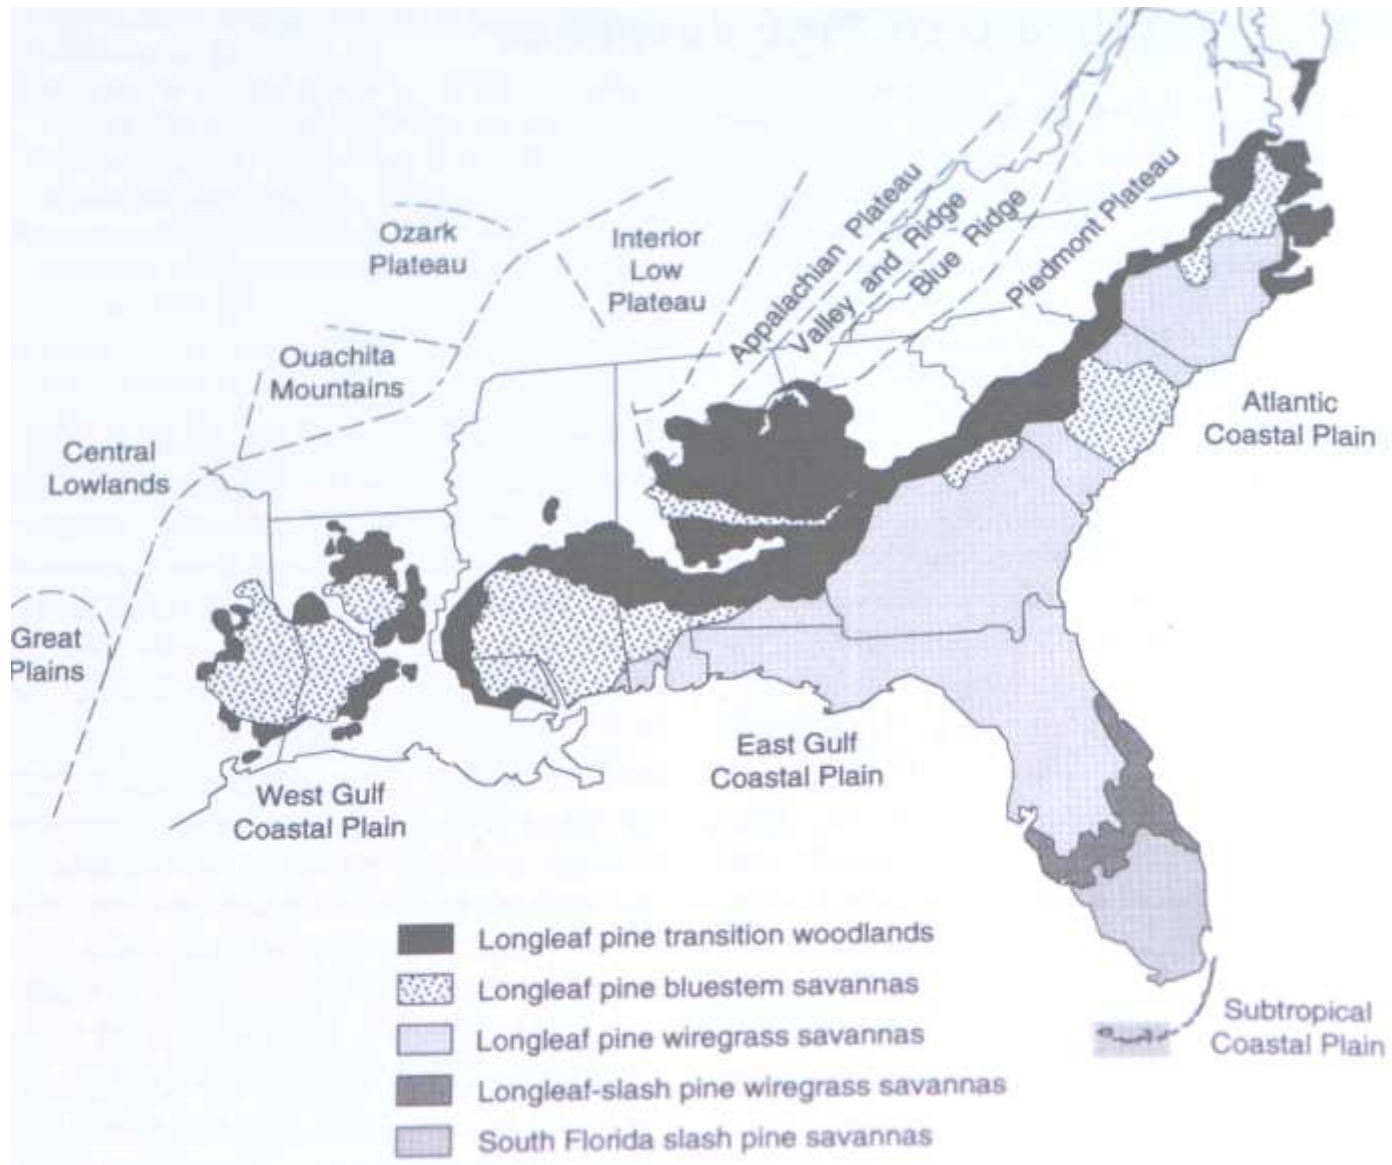 Ozark
Plateau
Interior
Low
Plateau
Appalachian Plateau
Valley and Ridge
Blue Ridge
Piedmont Plateau
Ouachita
Mountains
Central
Lowlands
Great
Plains
Atlantic
Coastal Plain
East Gulf
Coastal Plain
West Gulf
Coastal Plain
Longleaf pine transition woodlands
Longleaf pine bluestem savannas
Longleaf pine wiregrass savannas
Longleaf-slash pine wiregrass savannas
South Florida slash pine savannas
Subtropical
Coastal Plain